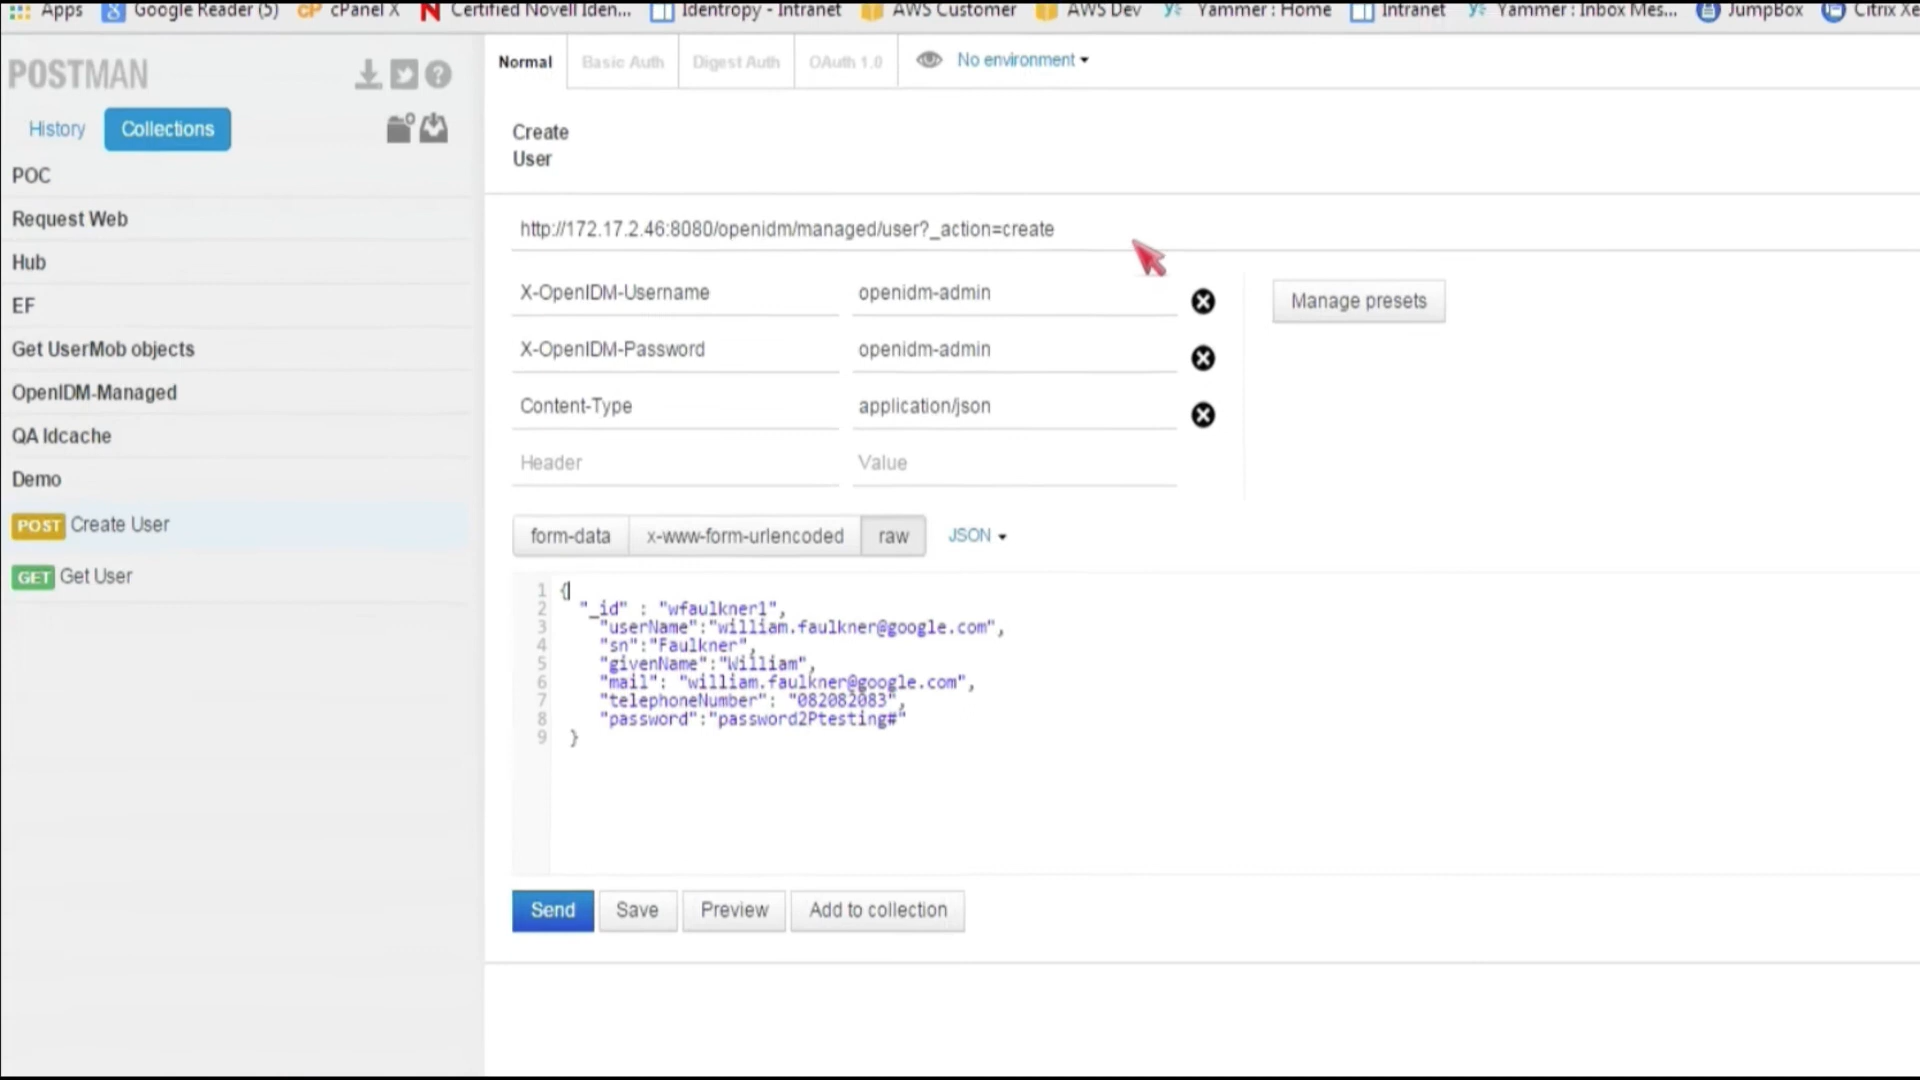 Apps Google Reader (5) cPanel X Certified Novell Iden... Identropy - Intranet AWS Customer AWS Dev Yammer : Home Intranet Yammer : Inbox Mes... JumpBox Citrix Xe
POSTMAN
History Collections
POC
Request Web
Hub
EF
Get UserMob objects
OpenIDM-Managed
QA Idcache
Demo
POST Create User
GET Get User
Normal Basic Auth Digest Auth OAuth 1.0 No environment
Create
User
http://172.17.2.46:8080/openidm/managed/user?_action=create
X-OpenIDM-Username openidm-admin
X-OpenIDM-Password openidm-admin
Content-Type application/json
Header Value
Manage presets
form-data x-www-form-urlencoded raw JSON
1 {
2 "_id" : "wfaulkner1",
3 "userName":"william.faulkner@google.com",
4 "sn":"Faulkner",
5 "givenName":"William",
6 "mail": "william.faulkner@google.com",
7 "telephoneNumber": "082082083",
8 "password":"password2Ptesting#"
9 }
Send Save Preview Add to collection